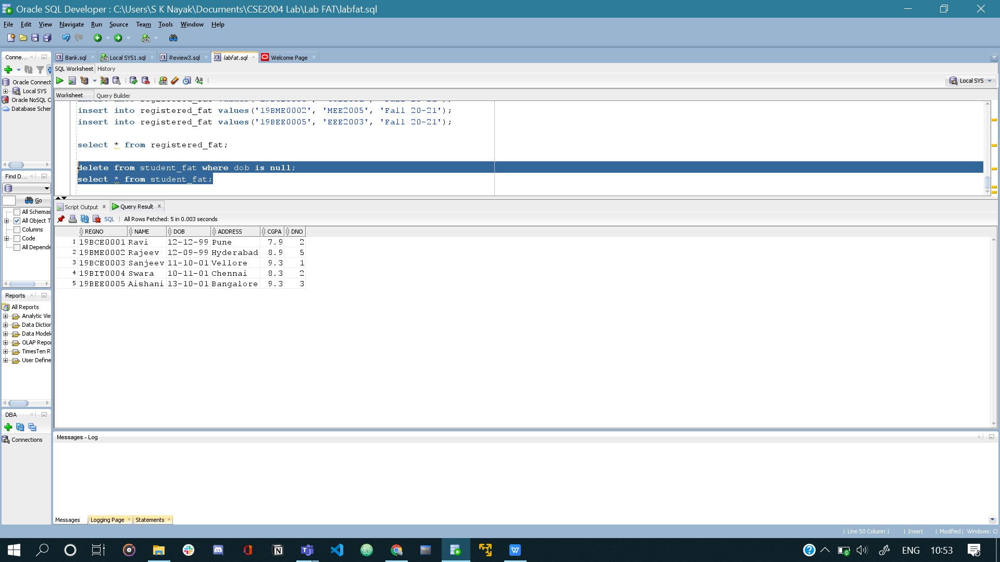 Oracle SQL Developer : C:\Users\S K Nayak\Documents\CSE2004 Lab\Lab FAT\labfat.sql
File Edit View Navigate Run Source Team Tools Window Help
Conne...
Bank.sql Local SYS1.sql Review3.sql labfat.sql Welcome Page
SQL Worksheet History
Oracle Connect
Local SYS
Oracle NoSQL C
Database Scher
Local SYS
Worksheet Query Builder
insert into registered_fat values('19BME0002', 'MEE2005', 'Fall 20-21');
insert into registered_fat values('19BEE0005', 'EEE2003', 'Fall 20-21');
select * from registered_fat;
delete from student_fat where dob is null;
select * from student_fat;
Find D...
Go
All Schemas
All Object T
Columns
Code
All Depende
Script Output Query Result
SQL All Rows Fetched: 5 in 0.003 seconds
REGNO NAME DOB ADDRESS CGPA DNO
1 19BCE0001 Ravi 12-12-99 Pune 7.9 2
2 19BME0002 Rajeev 12-09-99 Hyderabad 8.9 5
3 19BCE0003 Sanjeev 11-10-01 Vellore 9.3 1
4 19BIT0004 Swara 10-11-01 Chennai 8.3 2
5 19BEE0005 Aishani 13-10-01 Bangalore 9.3 3
Reports
All Reports
Analytic Vie
Data Diction
Data Modele
OLAP Repor
TimesTen R
User Define
DBA
Connections
Messages - Log
Messages Logging Page Statements
Line 50 Column 1 Insert Modified Windows: Cl
ENG 10:53